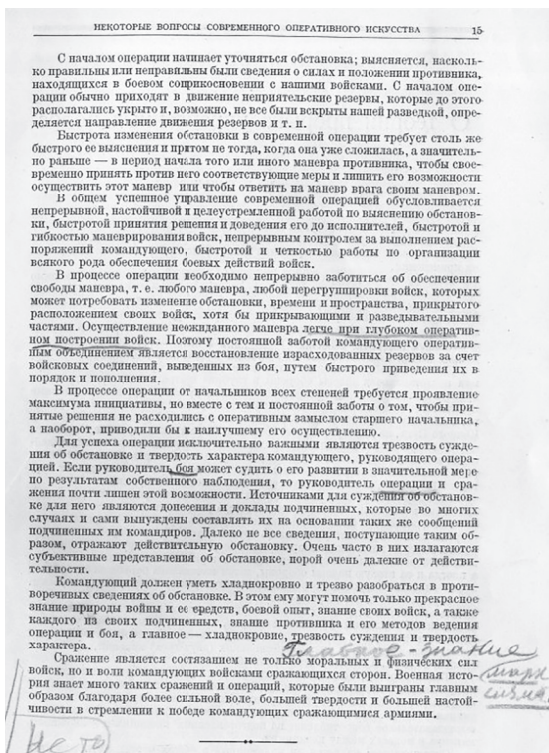 НЕКОТОРЫЕ ВОПРОСЫ СОВРЕМЕННОГО ОПЕРАТИВНОГО ИСКУССТВА 15
С началом операции начинает уточняться обстановка; выясняется, насколь-
ко правильны или неправильны были сведения о силах и положении противника,
находящихся в боевом соприкосновении с нашими войсками. С началом опе-
рации обычно приходят в движение неприятельские резервы, которые до этого
располагались укрыто и, возможно, не все были вскрыты нашей разведкой, опре-
деляется направление движения резервов и т. п.
Быстрота изменения обстановки в современной операции требует столь же
быстрого ее выяснения и притом не тогда, когда она уже сложилась, а значитель-
но раньше — в период начала того или иного маневра противника, чтобы свое-
временно принять против него соответствующие меры и лишить его возможности
осуществить этот маневр или чтобы ответить на маневр врага своим маневром.
В общем успешное управление современной операцией обусловливается
непрерывной, настойчивой и целеустремленной работой по выяснению обстанов-
ки, быстротой принятия решения и доведения его до исполнителей, быстротой и
гибкостью маневрирования войск, непрерывным контролем за выполнением рас-
поряжений командующего, быстротой и четкостью работы по организации
всякого рода обеспечения боевых действий войск.
В процессе операции необходимо непрерывно заботиться об обеспечении
свободы маневра, т. е. любого маневра, любой перегруппировки войск, которых
может потребовать изменение обстановки, времени и пространства, прикрытого
расположением своих войск, хотя бы прикрывающими и разведывательными
частями. Осуществление неожиданного маневра легче при глубоком оператив-
ном построении войск. Поэтому постоянной заботой командующего оператив-
ным объединением является восстановление израсходованных резервов за счет
войсковых соединений, выведенных из боя, путем быстрого приведения их в
порядок и пополнения.
В процессе операции от начальников всех степеней требуется проявление
максимума инициативы, но вместе с тем и постоянной заботы о том, чтобы при-
нятые решения не расходились с оперативным замыслом старшего начальника,
а наоборот, приводили бы к наилучшему его осуществлению.
Для успеха операции исключительно важными являются трезвость сужде-
ния об обстановке и твердость характера командующего, руководящего опера-
цией. Если руководитель боя может судить о его развитии в значительной мере
по результатам собственного наблюдения, то руководитель операции и сра-
жения почти лишен этой возможности. Источниками для суждения об обстанов-
ке для него являются донесения и доклады подчиненных, которые во многих
случаях и сами вынуждены составлять их на основании таких же сообщений
подчиненных им командиров. Далеко не все сведения, поступающие таким об-
разом, отражают действительную обстановку. Очень часто в них излагаются
субъективные представления об обстановке, порой очень далекие от действи-
тельности.
Командующий должен уметь хладнокровно и трезво разобраться в проти-
воречивых сведениях об обстановке. В этом ему могут помочь только прекрасное
знание природы войны и ее средств, боевой опыт, знание своих войск, а также
каждого из своих подчиненных, знание противника и его методов ведения
операции и боя, а главное — хладнокровие, трезвость суждения и твердость
характера.
Главное - знание
марк
сизма
Сражение является состязанием не только моральных и физических сил
войск, но и воли командующих войсками сражающихся сторон. Военная исто-
рия знает много таких сражений и операций, которые были выиграны главным
образом благодаря более сильной воле, большей твердости и большей настой-
чивости в стремлении к победе командующих сражающимися армиями.